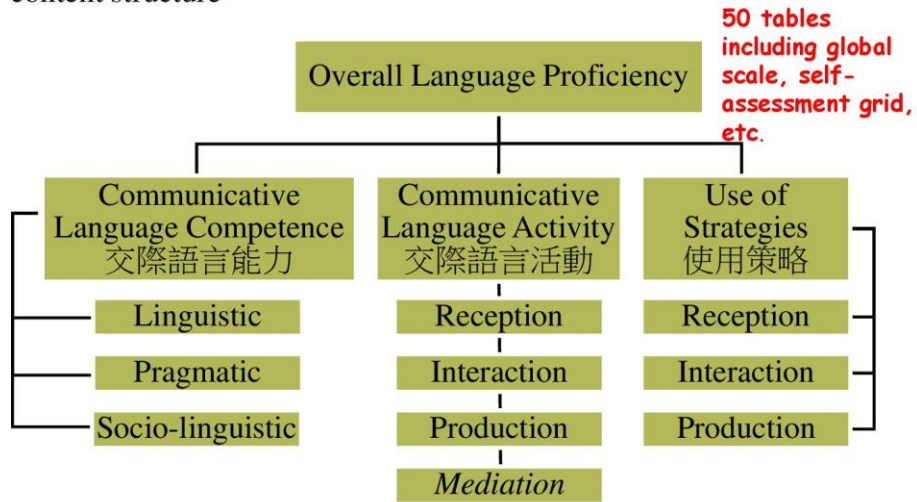 content structure
50 tables
including global
scale, self-
assessment grid,
etc.
Overall Language Proficiency
Communicative
Language Competence
交際語言能力
Communicative
Language Activity
交際語言活動
Use of
Strategies
使用策略
Linguistic
Reception
Reception
Pragmatic
Interaction
Interaction
Socio-linguistic
Production
Production
Mediation